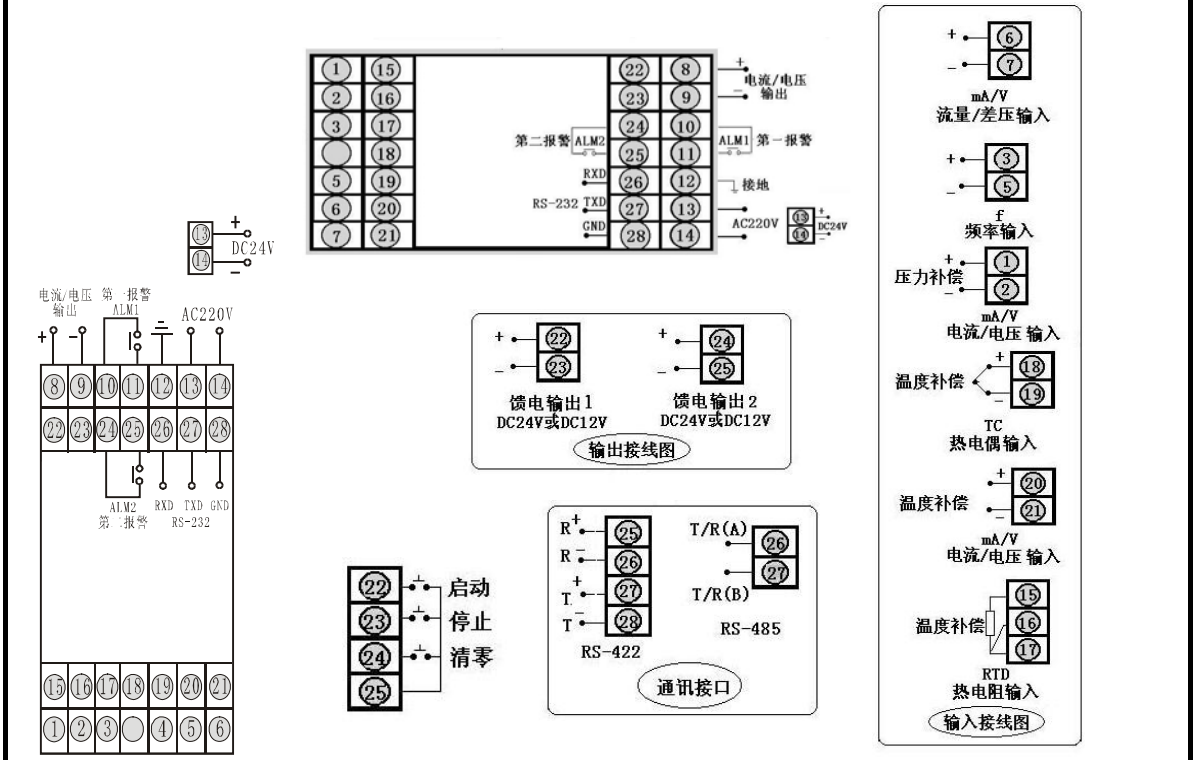 1 15 22 8 +
电流/电压
2 16 23 9 − 输出
3 17 第二报警 ALM2 24 10 ALM1 第一报警
18 25 11
5 19 RXD 26 12 接地
6 20 RS-232 TXD 27 13 AC220V 13 + DC24V
7 21 GND 28 14 14 −
13 + DC24V
14 −
电流/电压 第一报警
输出 ALM1 AC220V
+ −
8 9 10 11 12 13 14
22 23 24 25 26 27 28
ALM2 RXD TXD GND
第二报警 RS-232
15 16 17 18 19 20 21
1 2 3 4 5 6
+ 22 + 24
− 23 − 25
馈电输出1 馈电输出2
DC24V或DC12V DC24V或DC12V
输出接线图
22 启动
23 停止
24 清零
25
R+ 25 T/R(A) 26
R− 26 27
T+ 27 T/R(B)
T− 28 RS-485
RS-422
通讯接口
+ 6
− 7
mA/V
流量/差压输入
+ 3
− 5
f
频率输入
压力补偿 + 1
− 2
mA/V
电流/电压 输入
温度补偿 + 18
− 19
TC
热电偶输入
温度补偿 + 20
− 21
mA/V
电流/电压 输入
15
温度补偿 16
17
RTD
热电阻输入
输入接线图